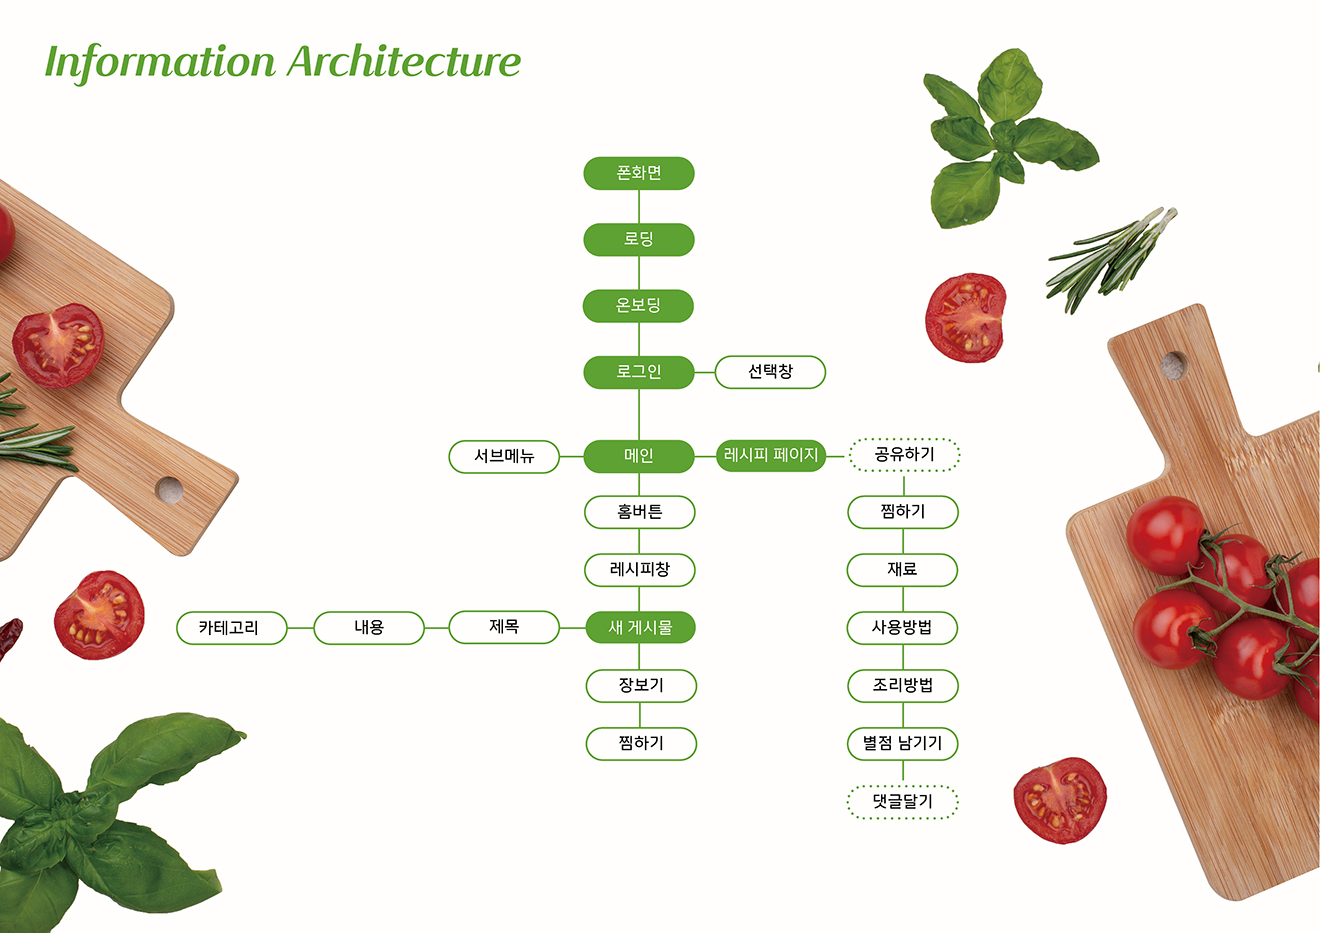 Information Architecture
폰화면
로딩
온보딩
로그인
선택창
서브메뉴
메인
레시피 페이지
공유하기
홈버튼
찜하기
레시피창
재료
카테고리
내용
제목
새 게시물
사용방법
장보기
조리방법
찜하기
별점 남기기
댓글달기